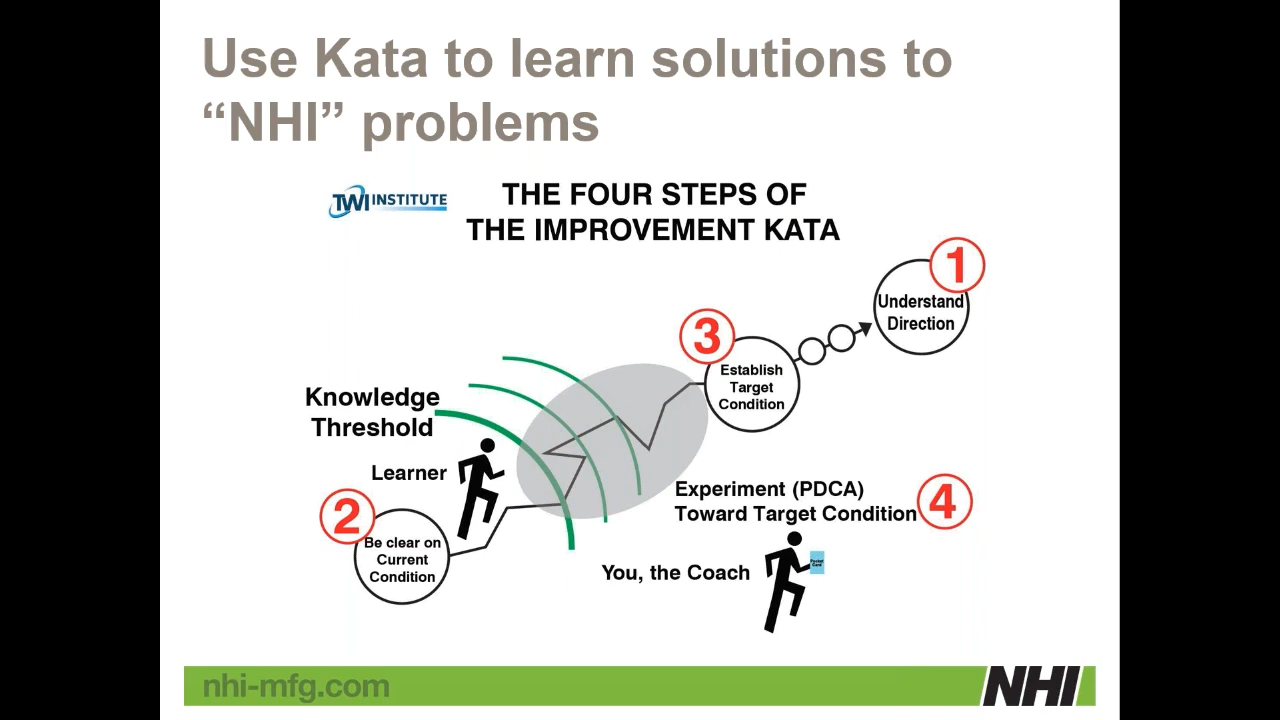 Use Kata to learn solutions to
“NHI” problems
TWI INSTITUTE
THE FOUR STEPS OF
THE IMPROVEMENT KATA
1
Understand
Direction
3
Establish
Target
Condition
Knowledge
Threshold
Learner
2
Be clear on
Current
Condition
Experiment (PDCA)
Toward Target Condition
4
You, the Coach
Pocket
Card
nhi-mfg.com
NHI